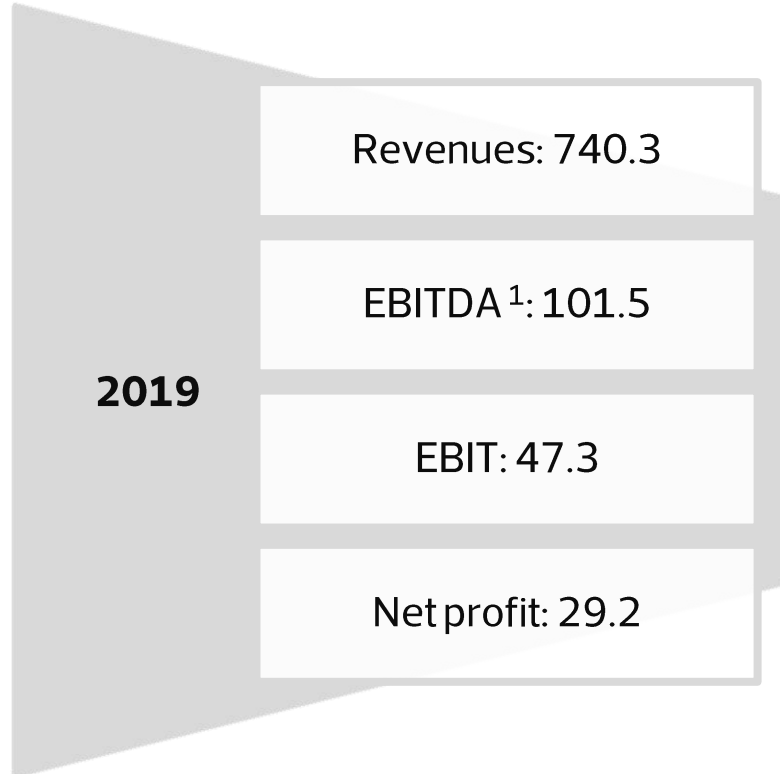 Revenues: 740.3
EBITDA ¹: 101.5
2019
EBIT: 47.3
Net profit: 29.2